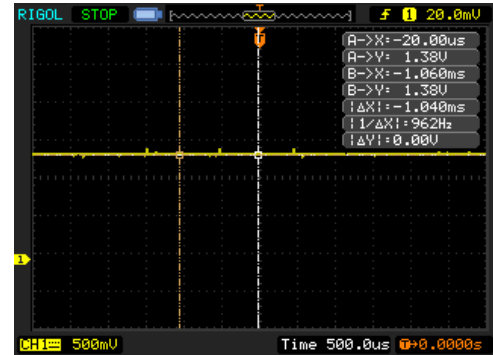 RIGOL STOP T f 1 20.0mV
T
A->X:-20.00us
A->Y: 1.38V
B->X:-1.060ms
B->Y: 1.38V
|ΔX|:-1.040ms
|1/ΔX|:962Hz
|ΔY|:0.00V
1
CH1 500mV Time 500.0us T→0.0000s